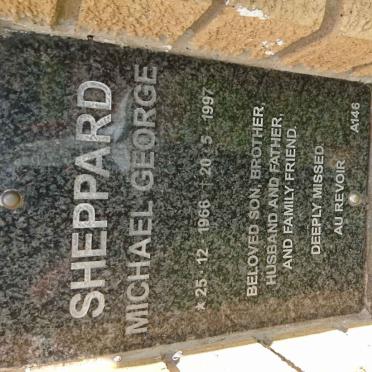 SHEPPARD
MICHAEL GEORGE
★ 25 · 12 1966 † 20 · 5 · 1997
BELOVED SON, BROTHER,
HUSBAND AND FATHER,
AND FAMILY FRIEND.
DEEPLY MISSED.
AU REVOIR
A146